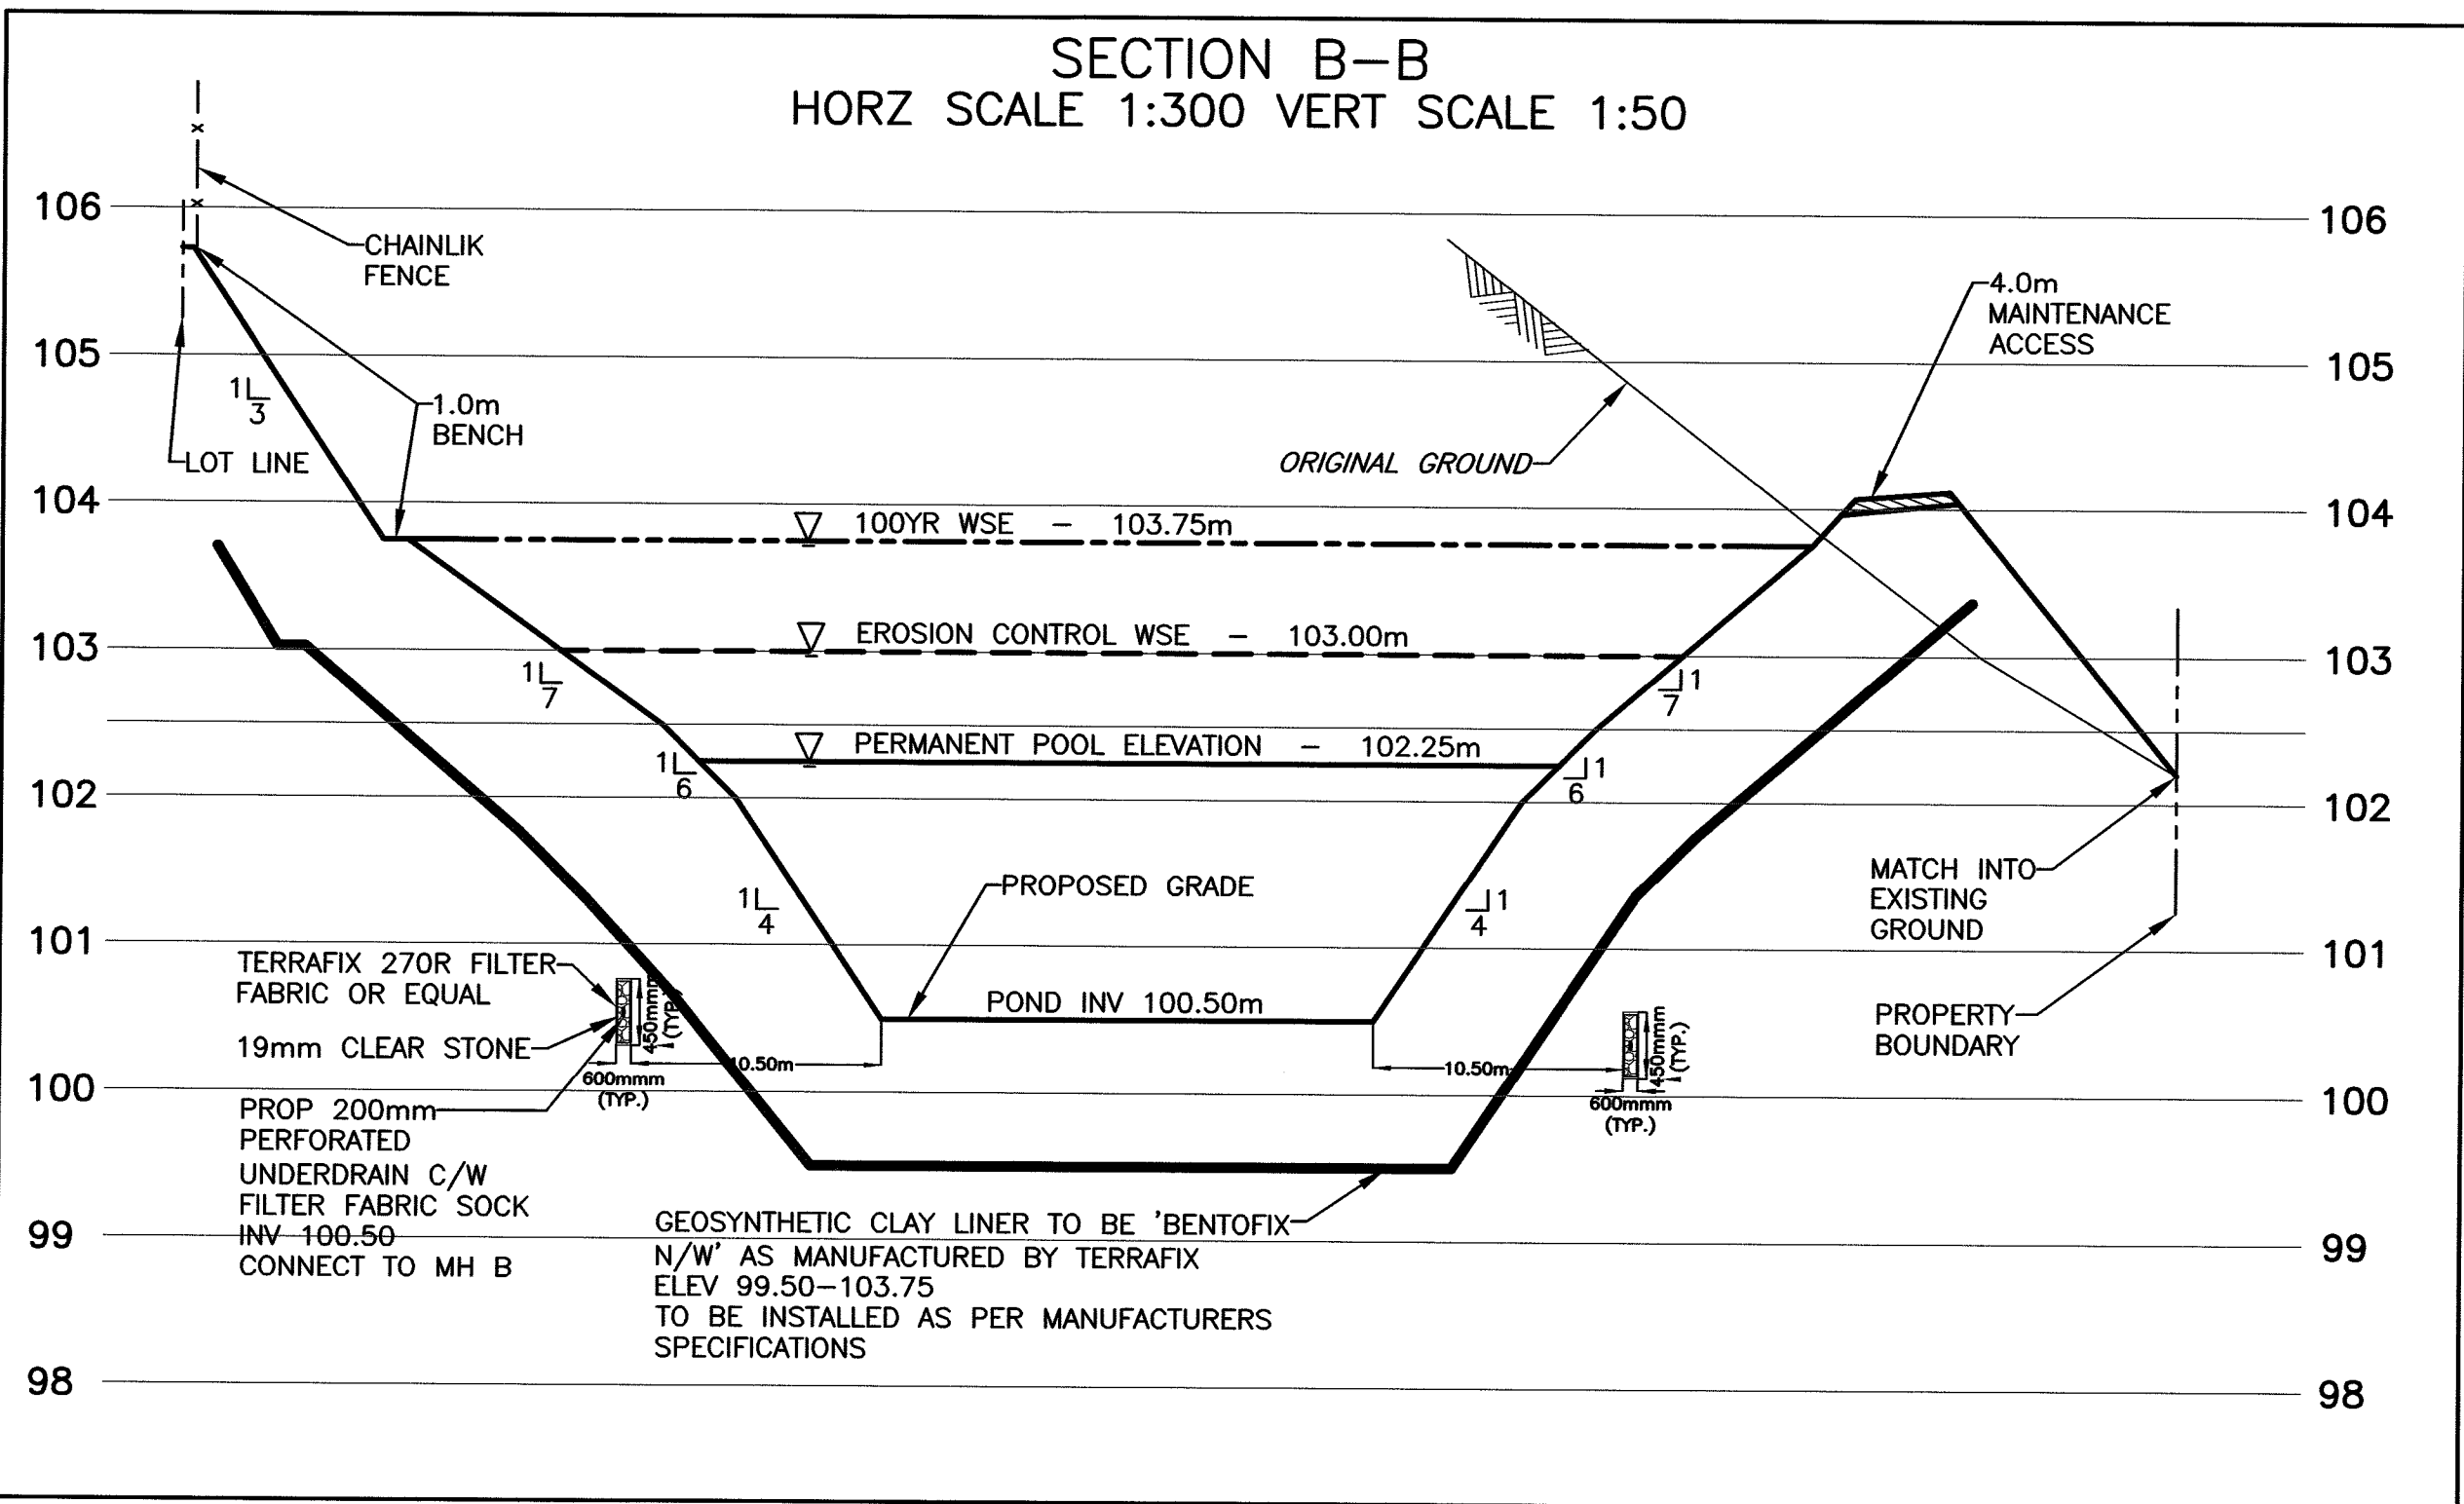 SECTION B-B
HORZ SCALE 1:300 VERT SCALE 1:50
106
106
CHAINLIK
FENCE
4.0m
MAINTENANCE
ACCESS
105
105
1
3
1.0m
BENCH
LOT LINE
ORIGINAL GROUND
104
104
100YR WSE - 103.75m
EROSION CONTROL WSE - 103.00m
103
103
1
7
1
7
PERMANENT POOL ELEVATION - 102.25m
1
6
1
6
102
102
PROPOSED GRADE
1
4
1
4
MATCH INTO
EXISTING
GROUND
101
101
TERRAFIX 270R FILTER
FABRIC OR EQUAL
19mm CLEAR STONE
450mmm
(TYP.)
POND INV 100.50m
450mmm
(TYP.)
PROPERTY
BOUNDARY
10.50m
10.50m
600mmm
(TYP.)
600mmm
(TYP.)
100
100
PROP 200mm
PERFORATED
UNDERDRAIN C/W
FILTER FABRIC SOCK
INV 100.50
CONNECT TO MH B
99
99
GEOSYNTHETIC CLAY LINER TO BE 'BENTOFIX
N/W' AS MANUFACTURED BY TERRAFIX
ELEV 99.50-103.75
TO BE INSTALLED AS PER MANUFACTURERS
SPECIFICATIONS
98
98